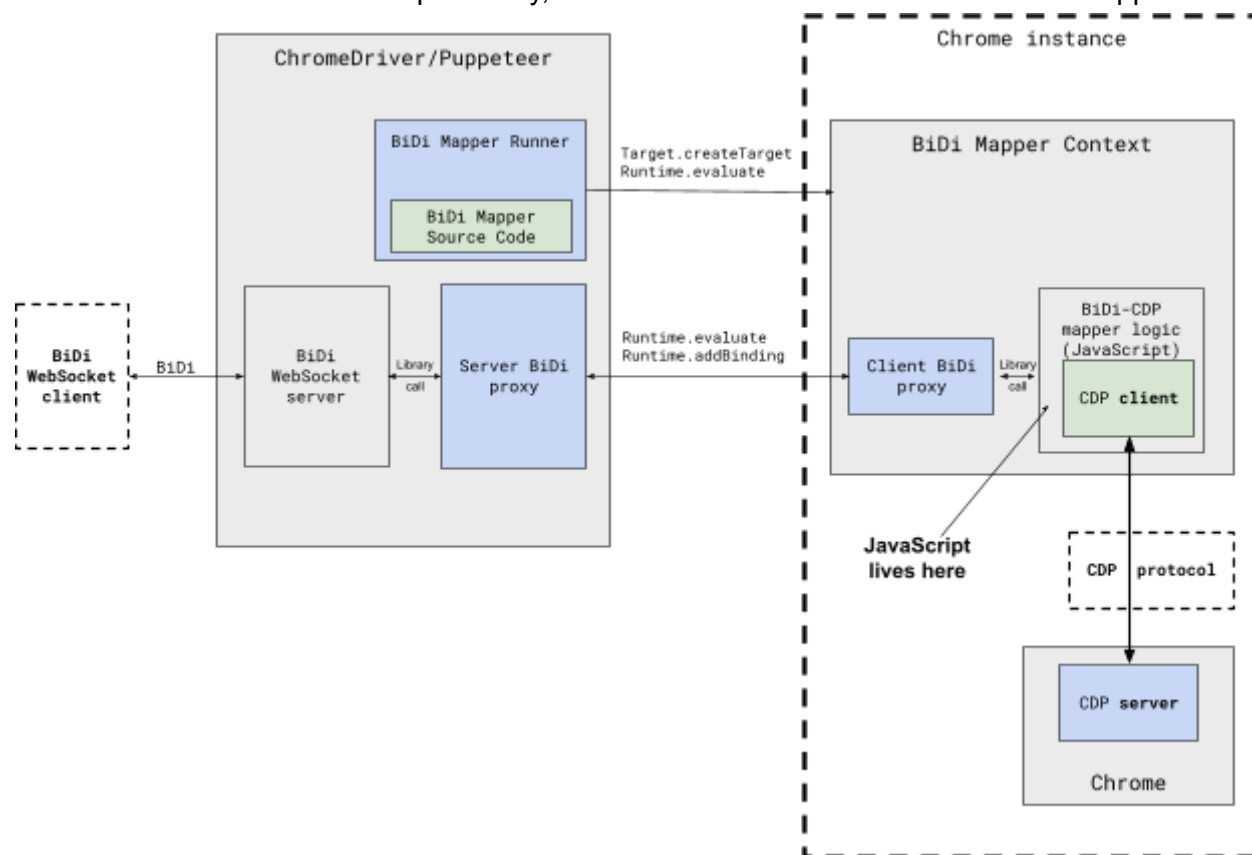 Chrome instance
ChromeDriver/Puppeteer
BiDi Mapper Runner
BiDi Mapper
Source Code
Target.createTarget
Runtime.evaluate
BiDi Mapper Context
BiDi
WebSocket
client
BiDi
BiDi
WebSocket
server
Library
call
Server BiDi
proxy
Runtime.evaluate
Runtime.addBinding
Client BiDi
proxy
Library
call
BiDi-CDP
mapper logic
(JavaScript)
CDP client
JavaScript
lives here
CDP protocol
CDP server
Chrome